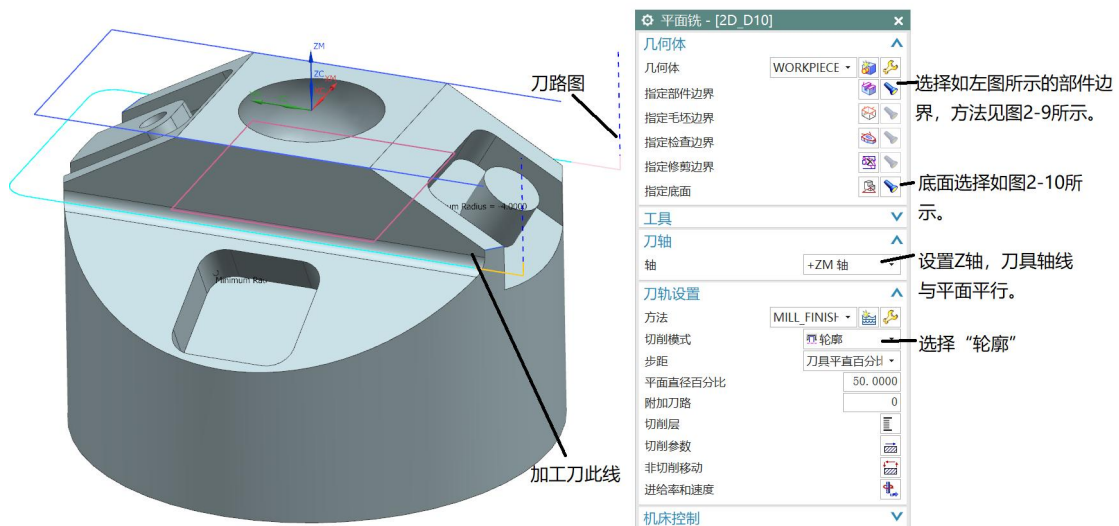 平面铣 - [2D_D10]
几何体
几何体
WORKPIECE
指定部件边界
指定毛坯边界
指定检查边界
指定修剪边界
指定底面
工具
刀轴
轴
+ZM 轴
刀轨设置
方法
MILL_FINISH
切削模式
轮廓
步距
刀具平直百分比
平面直径百分比
50.0000
附加刀路
0
切削层
切削参数
非切削移动
进给率和速度
机床控制
选择如左图所示的部件边
界，方法见图2-9所示。
底面选择如图2-10所
示。
设置Z轴，刀具轴线
与平面平行。
选择“轮廓”
刀路图
加工刀此线
ZM
ZC
XM
um Radius = -4.0000
Minimum Rad